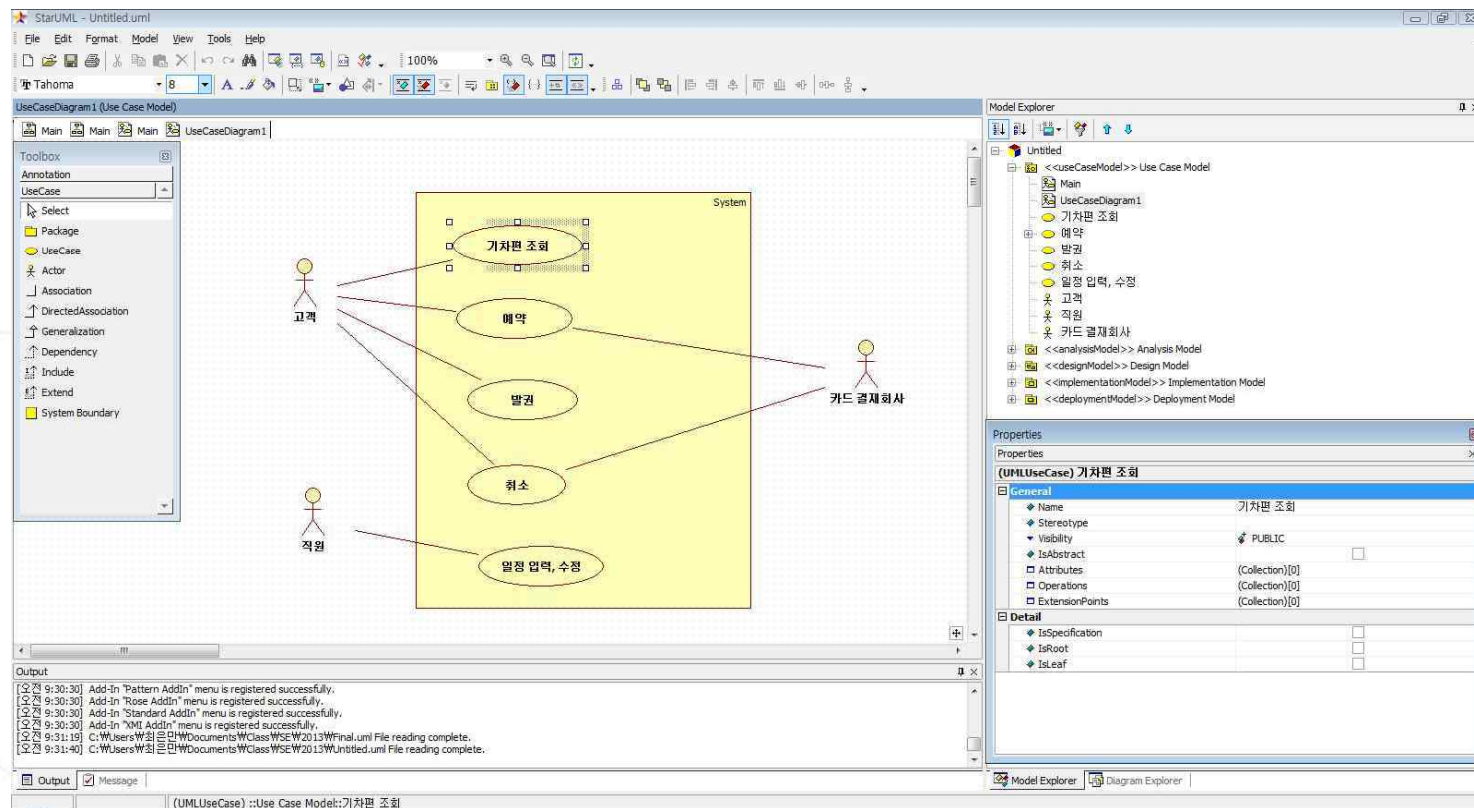 StarUML - Untitled.uml
File Edit Format Model View Tools Help
100%
Tahoma 8
UseCaseDiagram1 (Use Case Model)
Main Main Main UseCaseDiagram1
Toolbox
Annotation
UseCase
Select
Package
UseCase
Actor
Association
DirectedAssociation
Generalization
Dependency
Include
Extend
System Boundary
System
기차편 조회
고객
예약
발권
카드 결재회사
취소
직원
일정 입력, 수정
Output
[오전 9:30:30] Add-In "Pattern AddIn" menu is registered successfully.
[오전 9:30:30] Add-In "Rose AddIn" menu is registered successfully.
[오전 9:30:30] Add-In "Standard AddIn" menu is registered successfully.
[오전 9:30:30] Add-In "XMI AddIn" menu is registered successfully.
[오전 9:31:19] C:₩Users₩최은만₩Documents₩Class₩SE₩2013₩Final.uml File reading complete.
[오전 9:31:40] C:₩Users₩최은만₩Documents₩Class₩SE₩2013₩Untitled.uml File reading complete.
Output Message
(UMLUseCase) ::Use Case Model::기차편 조회
Model Explorer
Untitled
<<useCaseModel>> Use Case Model
Main
UseCaseDiagram1
기차편 조회
예약
발권
취소
일정 입력, 수정
고객
직원
카드 결재회사
<<analysisModel>> Analysis Model
<<designModel>> Design Model
<<implementationModel>> Implementation Model
<<deploymentModel>> Deployment Model
Properties
Properties
(UMLUseCase) 기차편 조회
General
Name 기차편 조회
Stereotype
Visibility PUBLIC
IsAbstract
Attributes (Collection)[0]
Operations (Collection)[0]
ExtensionPoints (Collection)[0]
Detail
IsSpecification
IsRoot
IsLeaf
Model Explorer Diagram Explorer